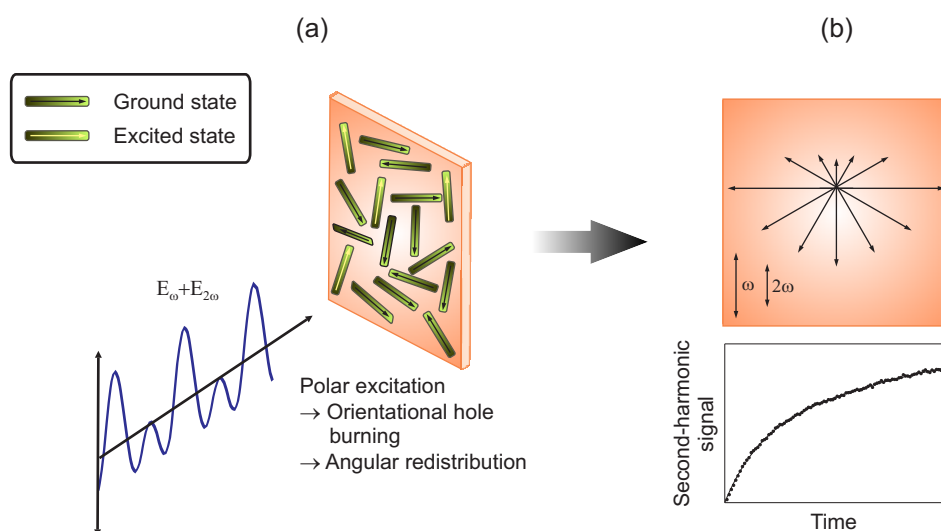 (a)
(b)
Ground state
Excited state
E_ω+E_2ω
Polar excitation
→ Orientational hole
burning
→ Angular redistribution
ω
2ω
Second-harmonic
signal
Time